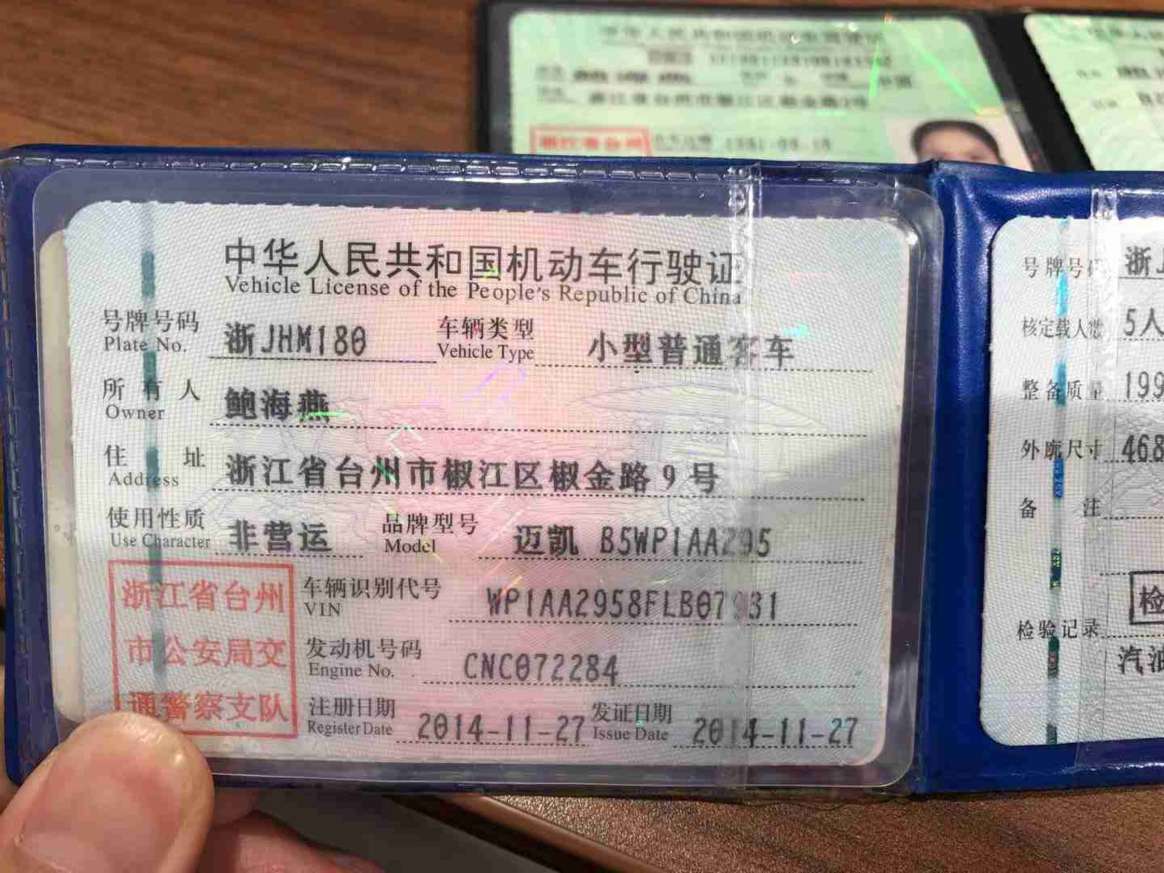 中华人民共和国机动车行驶证
Vehicle License of the People's Republic of China
号牌号码 浙JHM180 车辆类型 小型普通客车
Plate No. Vehicle Type
所有人 鲍海燕
Owner
住址 浙江省台州市椒江区椒金路9号
Address
使用性质 非营运 品牌型号 迈凯 B5WP1AA295
Use Character Model
浙江省台州
市公安局交
通警察支队
车辆识别代号 WP1AA2958FLB07931
VIN
发动机号码 CNC072284
Engine No.
注册日期 2014-11-27 发证日期 2014-11-27
Register Date Issue Date
号牌号码 浙J
核定载人数 5人
整备质量 199
外廓尺寸 468
备注
检
检验记录
汽油